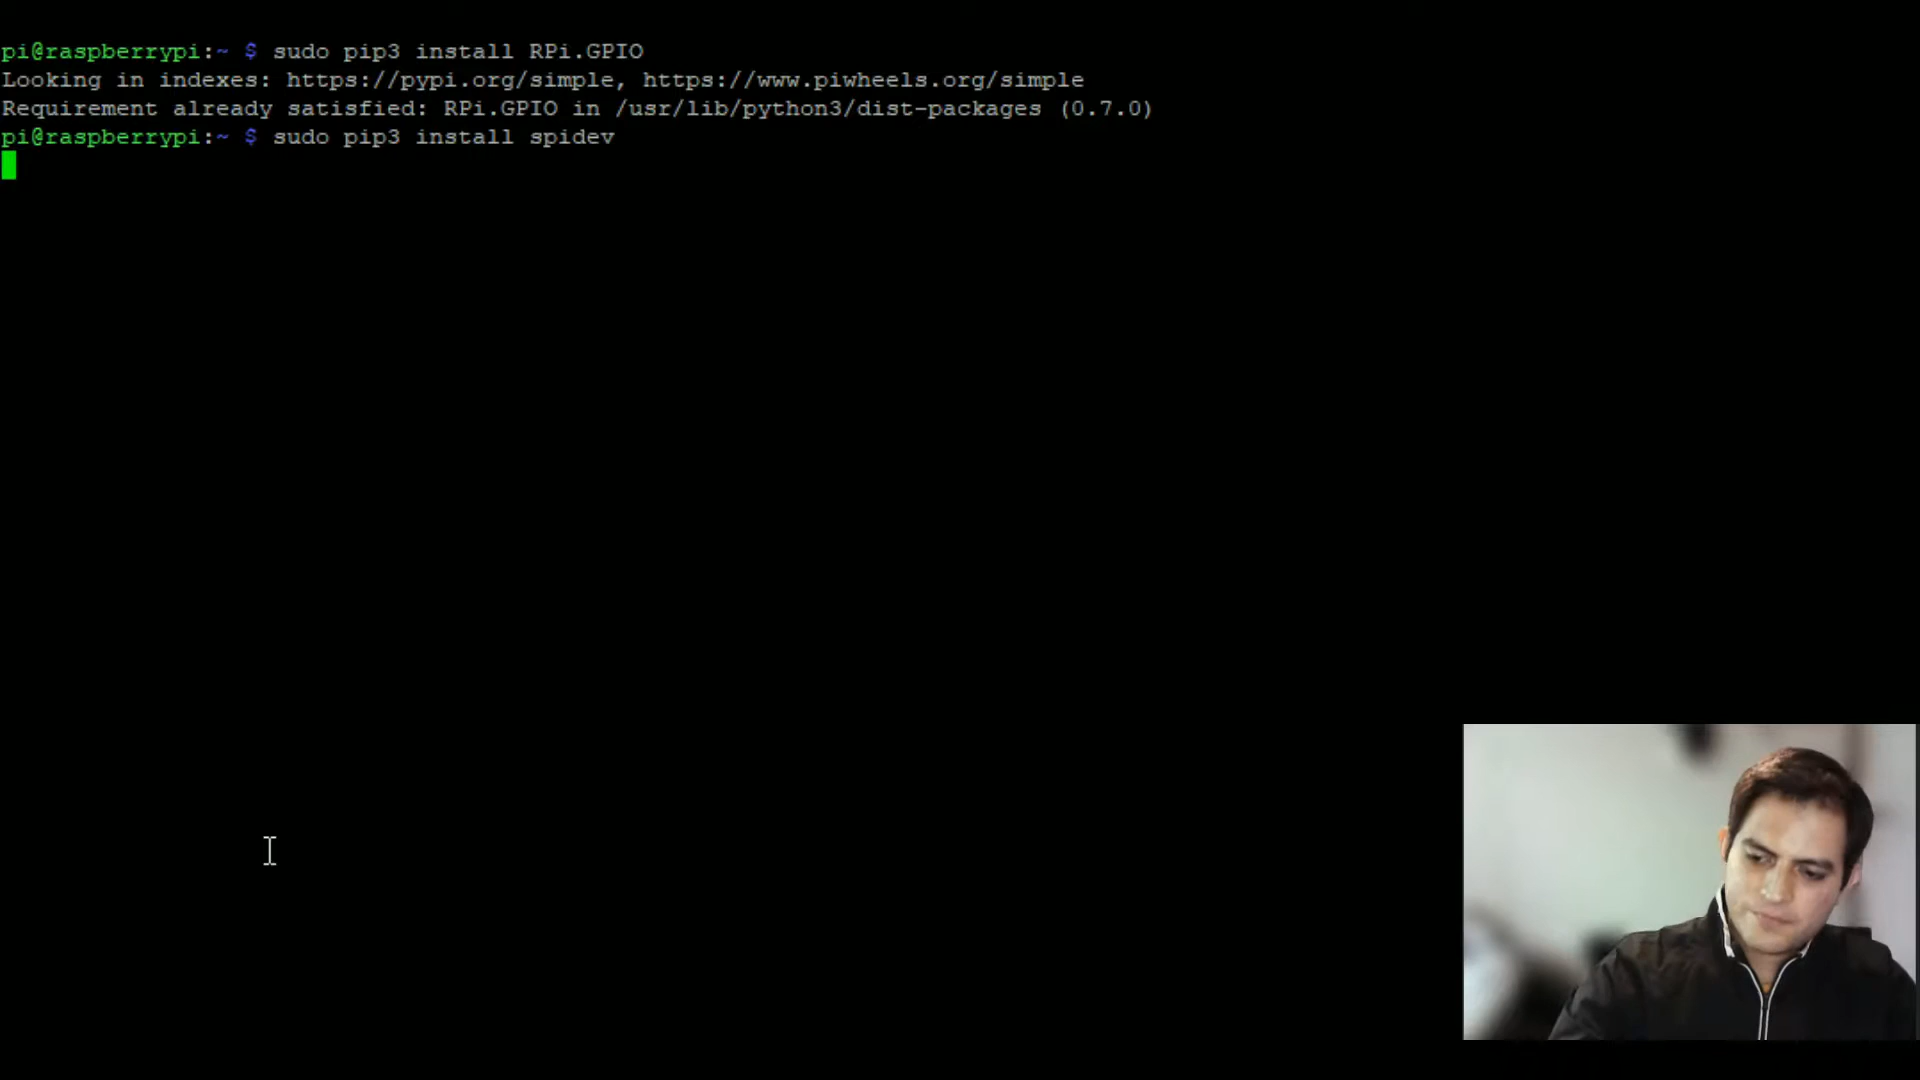 pi@raspberrypi:~ $ sudo pip3 install RPi.GPIO
Looking in indexes: https://pypi.org/simple, https://www.piwheels.org/simple
Requirement already satisfied: RPi.GPIO in /usr/lib/python3/dist-packages (0.7.0)
pi@raspberrypi:~ $ sudo pip3 install spidev